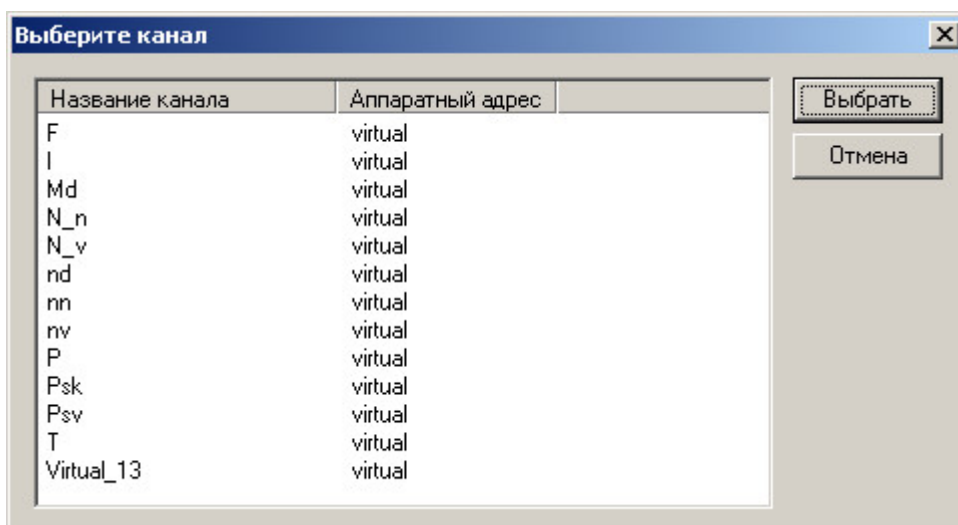 Выберите канал
Название канала Аппаратный адрес Выбрать
F virtual
I virtual Отмена
Md virtual
N_n virtual
N_v virtual
nd virtual
nn virtual
nv virtual
P virtual
Psk virtual
Psv virtual
T virtual
Virtual_13 virtual